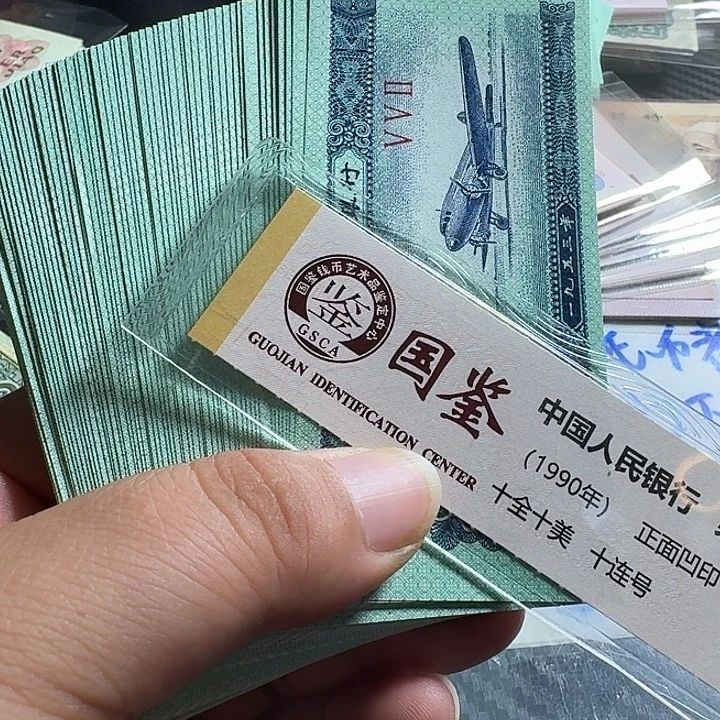 VVII
行
一九五三年
国鉴钱币艺术品鉴定中心
鉴
GSCA
国鉴
GUOJIAN IDENTIFICATION CENTER
中国人民银行
(1990年)
正面凹印
十全十美 十连号